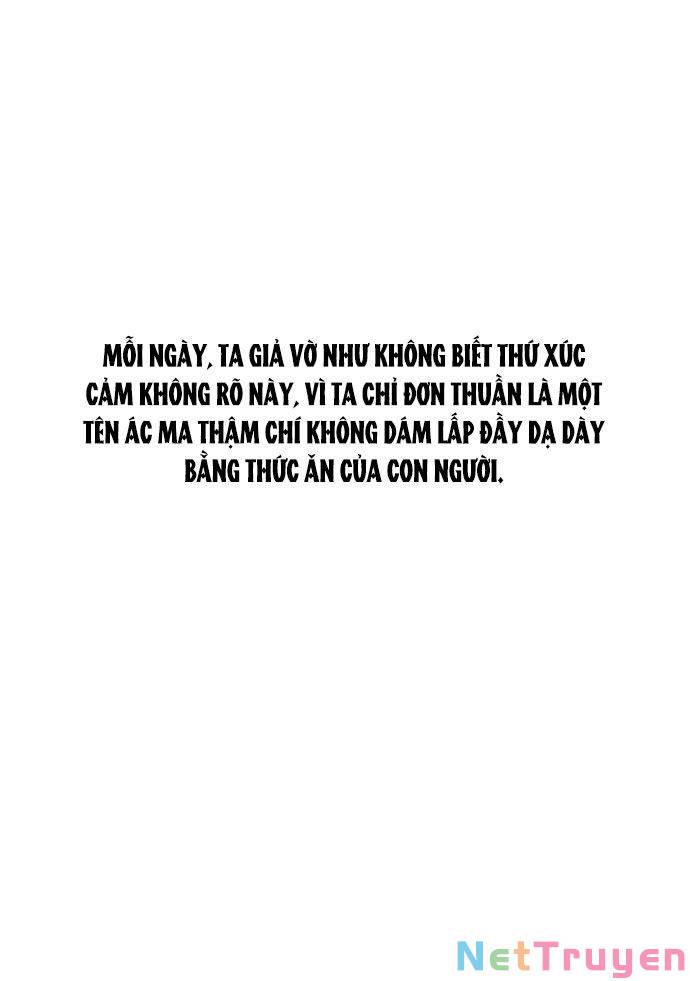 MỖI NGÀY, TA GIẢ VỜ NHƯ KHÔNG BIẾT THỨ XÚC
CẢM KHÔNG RÕ NÀY, VÌ TA CHỈ ĐƠN THUẦN LÀ MỘT
TÊN ÁC MA THẬM CHÍ KHÔNG DÁM LẤP ĐẦY DẠ DÀY
BẰNG THỨC ĂN CỦA CON NGƯỜI.
NetTruyen